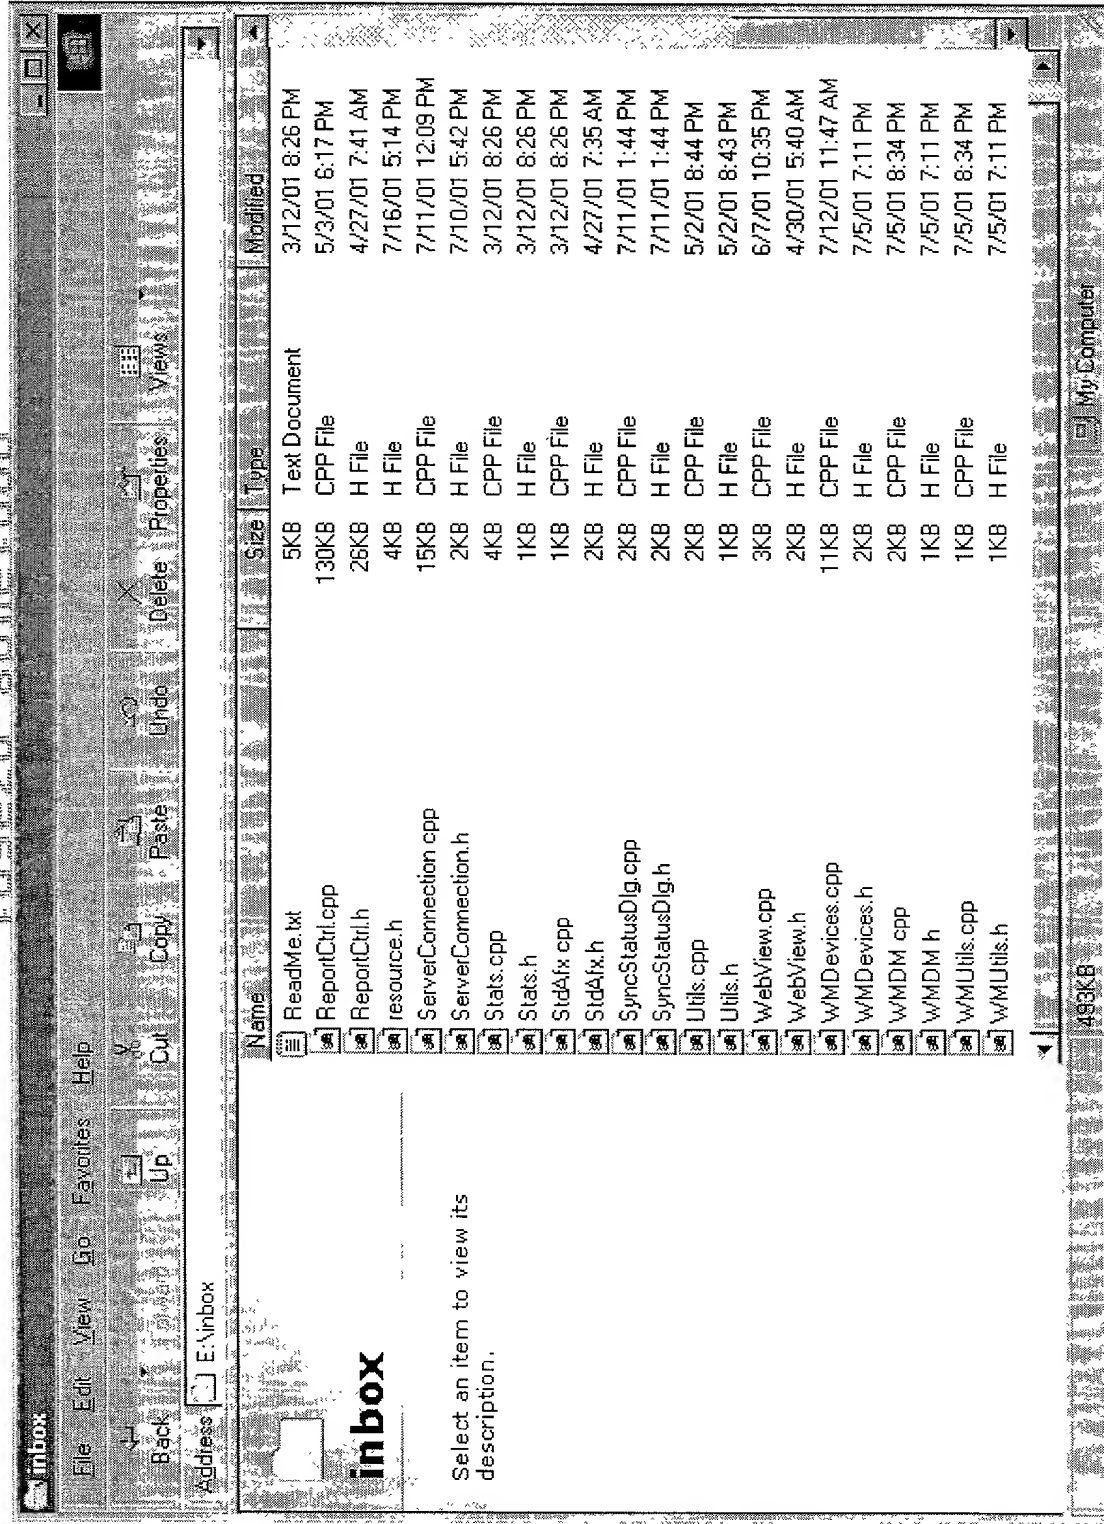 inbox
File Edit View Go Favorites Help
Back Forward Up Cut Copy Paste Undo Delete Properties Views
Address E:\inbox
inbox
Select an item to view its
description.
Name Size Type Modified
ReadMe.txt 5KB Text Document 3/12/01 8:26 PM
ReportCtrl.cpp 130KB CPP File 5/3/01 6:17 PM
ReportCtrl.h 26KB H File 4/27/01 7:41 AM
resource.h 4KB H File 7/16/01 5:14 PM
ServerConnection.cpp 15KB CPP File 7/11/01 12:09 PM
ServerConnection.h 2KB H File 7/10/01 5:42 PM
Stats.cpp 4KB CPP File 3/12/01 8:26 PM
Stats.h 1KB H File 3/12/01 8:26 PM
StdAfx.cpp 1KB CPP File 3/12/01 8:26 PM
StdAfx.h 2KB H File 4/27/01 7:35 AM
SyncStatusDlg.cpp 2KB CPP File 7/11/01 1:44 PM
SyncStatusDlg.h 2KB H File 7/11/01 1:44 PM
Utils.cpp 2KB CPP File 5/22/01 8:44 PM
Utils.h 1KB H File 5/22/01 8:43 PM
WebView.cpp 3KB CPP File 6/7/01 10:35 PM
WebView.h 2KB H File 4/30/01 5:40 AM
WMDevices.cpp 11KB CPP File 7/12/01 11:47 AM
WMDevices.h 2KB H File 7/5/01 7:11 PM
WMDM.cpp 2KB CPP File 7/5/01 8:34 PM
WMDM.h 1KB H File 7/5/01 7:11 PM
WMUtils.cpp 1KB CPP File 7/5/01 8:34 PM
WMUtils.h 1KB H File 7/5/01 7:11 PM
493KB My Computer